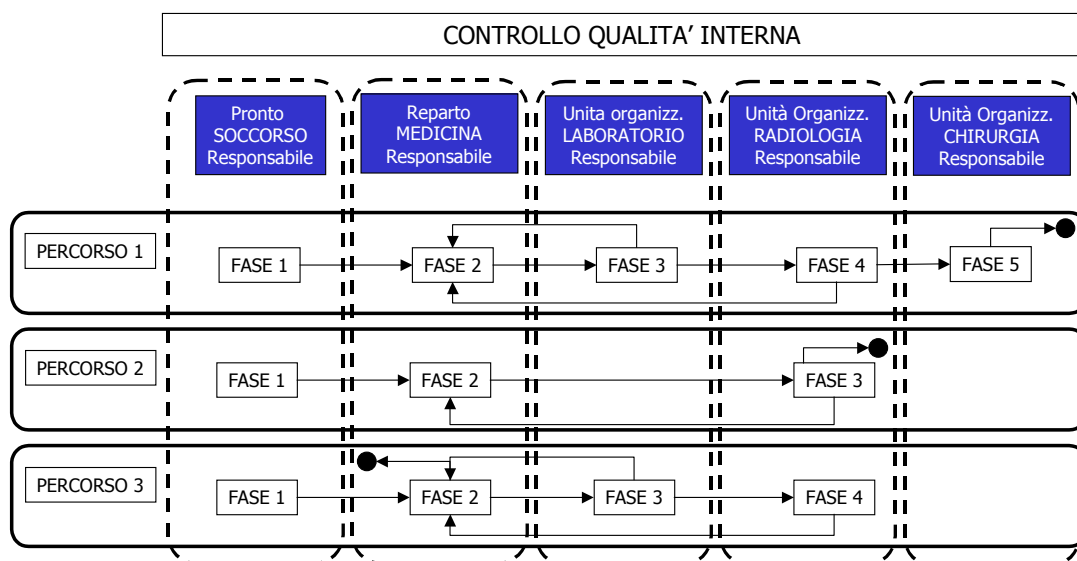 CONTROLLO QUALITA’ INTERNA
Pronto
SOCCORSO
Responsabile
Reparto
MEDICINA
Responsabile
Unita organizz.
LABORATORIO
Responsabile
Unità Organizz.
RADIOLOGIA
Responsabile
Unità Organizz.
CHIRURGIA
Responsabile
PERCORSO 1
FASE 1
FASE 2
FASE 3
FASE 4
FASE 5
PERCORSO 2
FASE 1
FASE 2
FASE 3
PERCORSO 3
FASE 1
FASE 2
FASE 3
FASE 4